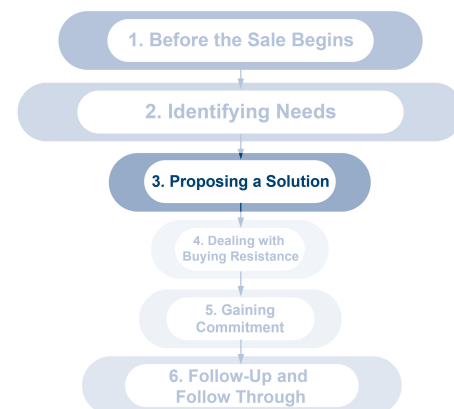 1. Before the Sale Begins
2. Identifying Needs
3. Proposing a Solution
4. Dealing with
Buying Resistance
5. Gaining
Commitment
6. Follow-Up and
Follow Through